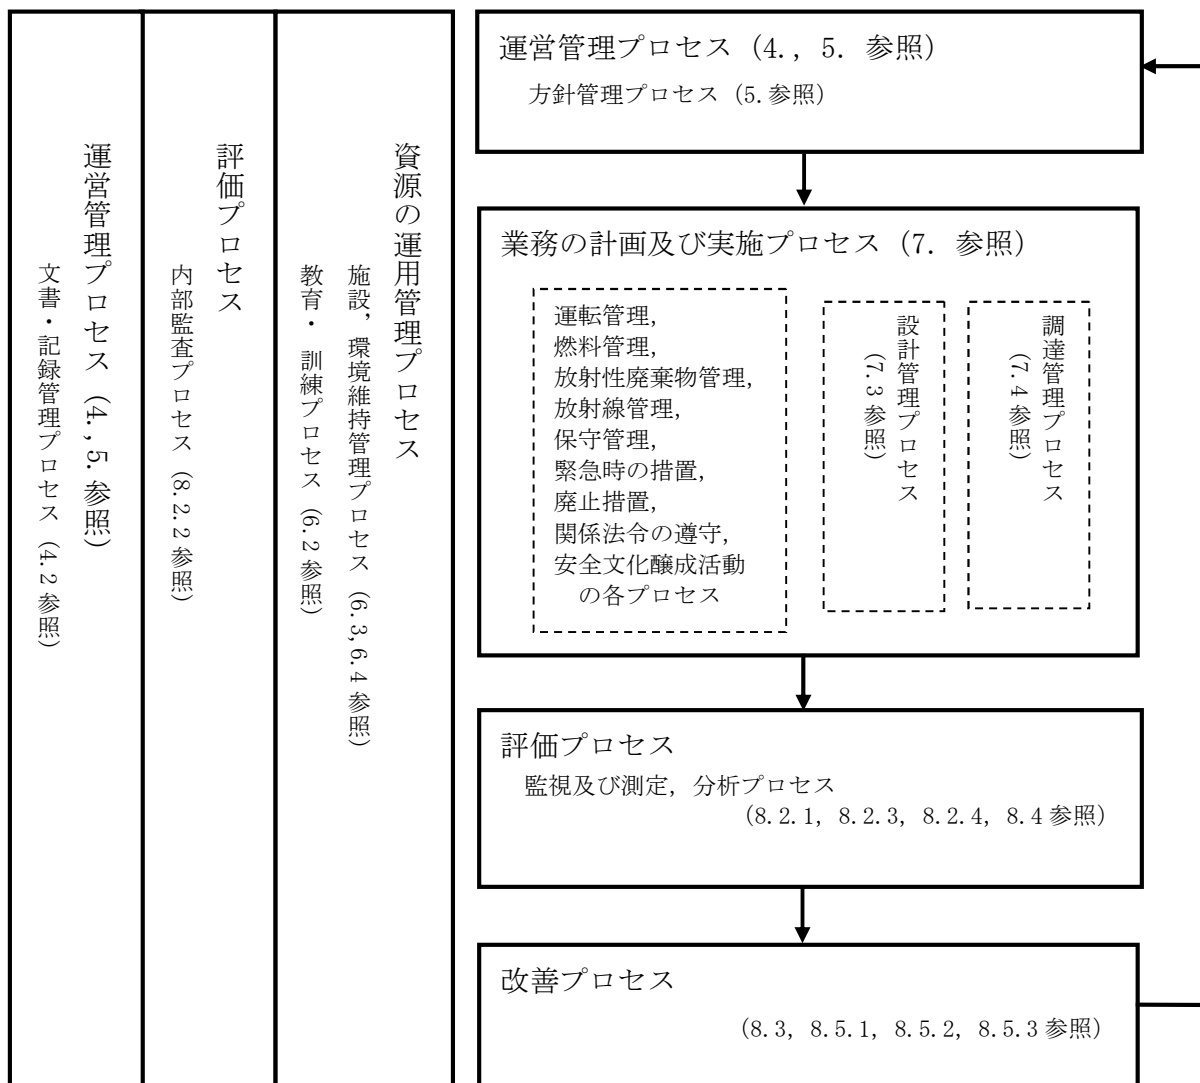 運営管理プロセス（4.,5.参照）
文書・記録管理プロセス（4.2参照）
評価プロセス
内部監査プロセス（8.2.2参照）
資源の運用管理プロセス
施設，環境維持管理プロセス（6.3,6.4参照）
教育・ 訓練プロセス（6.2参照）
運営管理プロセス（4.，5. 参照）
方針管理プロセス（5.参照）
業務の計画及び実施プロセス（7. 参照）
運転管理，
燃料管理，
放射性廃棄物管理，
放射線管理，
保守管理，
緊急時の措置，
廃止措置，
関係法令の遵守，
安全文化醸成活動
の各プロセス
設計管理プロセス
（7.3参照）
調達管理プロセス
（7.4参照）
評価プロセス
監視及び測定，分析プロセス
（8.2.1，8.2.3，8.2.4，8.4参照）
改善プロセス
（8.3，8.5.1，8.5.2，8.5.3参照）